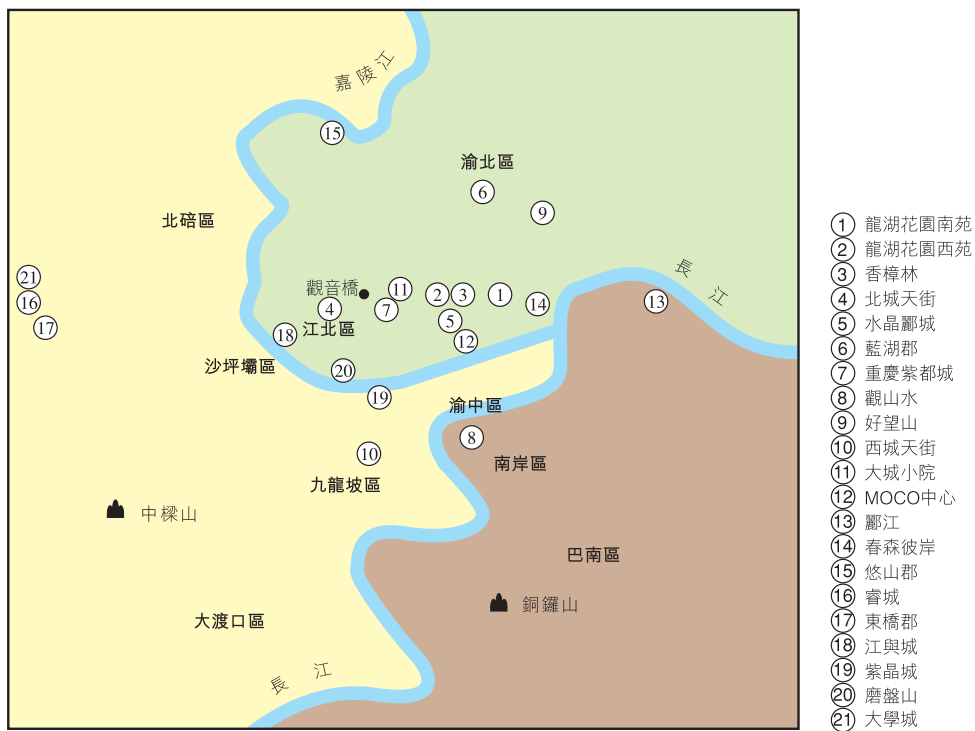 嘉陵江
15
渝北區
6
9
北碚區
21
觀音橋
11
2
3
1
14
長江
13
16
17
4
7
5
18
江北區
12
沙坪壩區
20
19
渝中區
8
10
南岸區
九龍坡區
中樑山
巴南區
銅鑼山
大渡口區
長江
1 龍湖花園南苑
2 龍湖花園西苑
3 香樟林
4 北城天街
5 水晶酈城
6 藍湖郡
7 重慶紫都城
8 觀山水
9 好望山
10 西城天街
11 大城小院
12 MOCO中心
13 酈江
14 春森彼岸
15 悠山郡
16 睿城
17 東橋郡
18 江與城
19 紫晶城
20 磨盤山
21 大學城